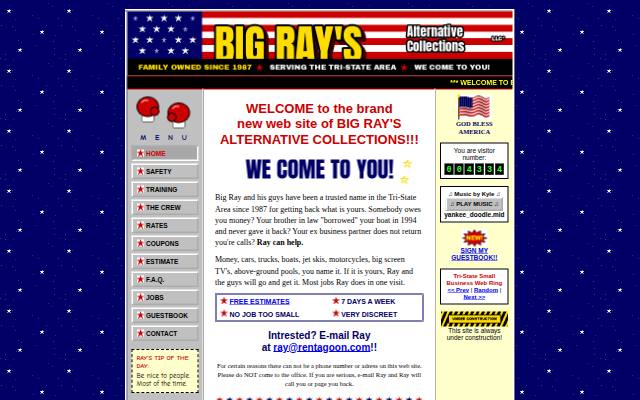 BIG RAY'S
Alternative
Collections
FAMILY OWNED SINCE 1987 ★ SERVING THE TRI-STATE AREA ★ WE COME TO YOU!
*** WELCOME TO
MENU
HOME
SAFETY
TRAINING
THE CREW
RATES
COUPONS
ESTIMATE
F.A.Q.
JOBS
GUESTBOOK
CONTACT
RAY'S TIP OF THE
DAY:
Be nice to people.
Most of the time.
WELCOME to the brand
new web site of BIG RAY'S
ALTERNATIVE COLLECTIONS!!!
WE COME TO YOU!
Big Ray and his guys have been a trusted name in the Tri-State
Area since 1987 for getting back what is yours. Somebody owes
you money? Your brother in law "borrowed" your boat in 1994
and never gave it back? Your ex business partner does not return
you're calls? Ray can help.
Money, cars, trucks, boats, jet skis, motorcycles, big screen
TV's, above-ground pools, you name it. If it is yours, Ray and
the guys will go and get it. Most jobs Ray does in one visit.
FREE ESTIMATES
7 DAYS A WEEK
NO JOB TOO SMALL
VERY DISCREET
Intrested? E-mail Ray
at ray@rentagoon.com!!
For certain reasons there can not be a phone number or address on this web site.
Please do NOT come to the office. If you are serious, e-mail Ray and Ray will
call you or page you back.
GOD BLESS
AMERICA
You are visitor
number:
004334
♫ Music by Kyle ♫
♫ PLAY MUSIC ♫
yankee_doodle.mid
NEW!
SIGN MY
GUESTBOOK!!
Tri-State Small
Business Web Ring
<< Prev | Random |
Next >>
UNDER CONSTRUCTION
This site is always
under construction!